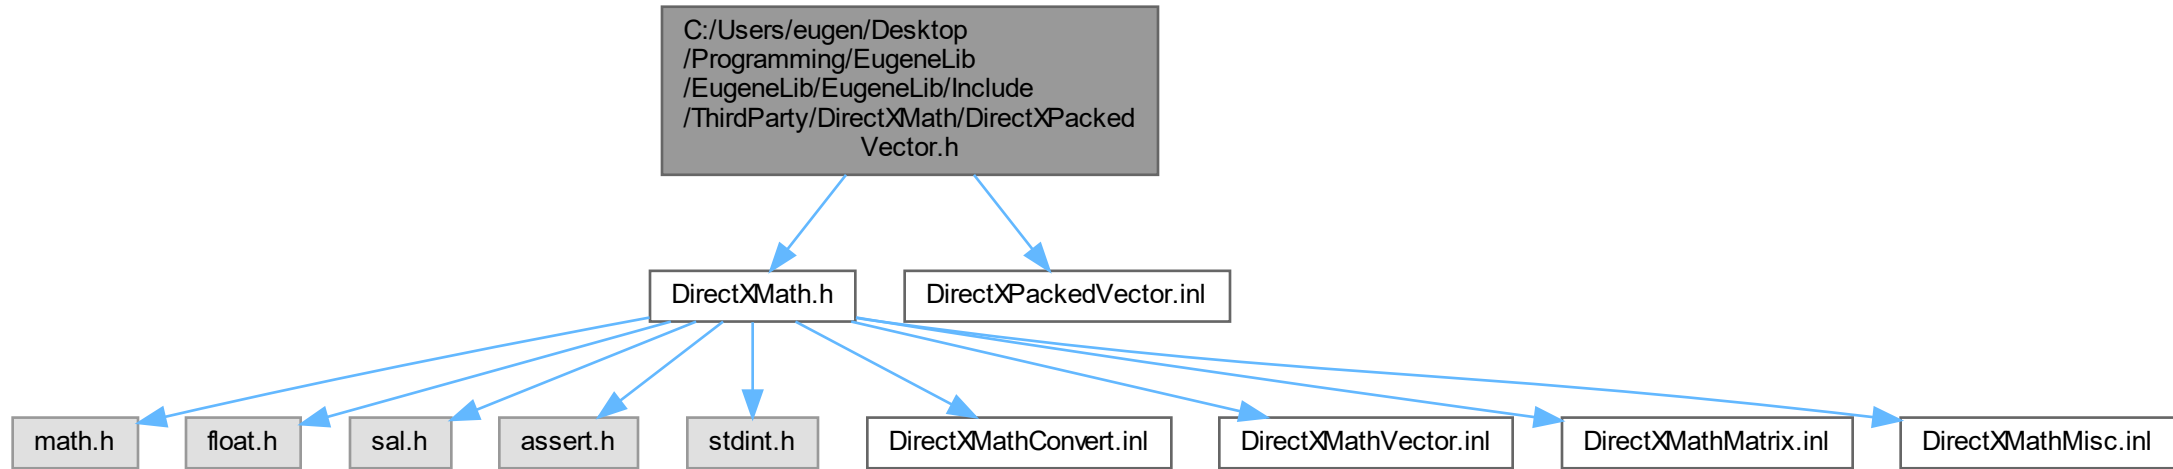 C:/Users/eugen/Desktop
/Programming/EugeneLib
/EugeneLib/EugeneLib/Include
/ThirdParty/DirectXMath/DirectXPacked
Vector.h
DirectXMath.h
DirectXPackedVector.inl
math.h
float.h
sal.h
assert.h
stdint.h
DirectXMathConvert.inl
DirectXMathVector.inl
DirectXMathMatrix.inl
DirectXMathMisc.inl